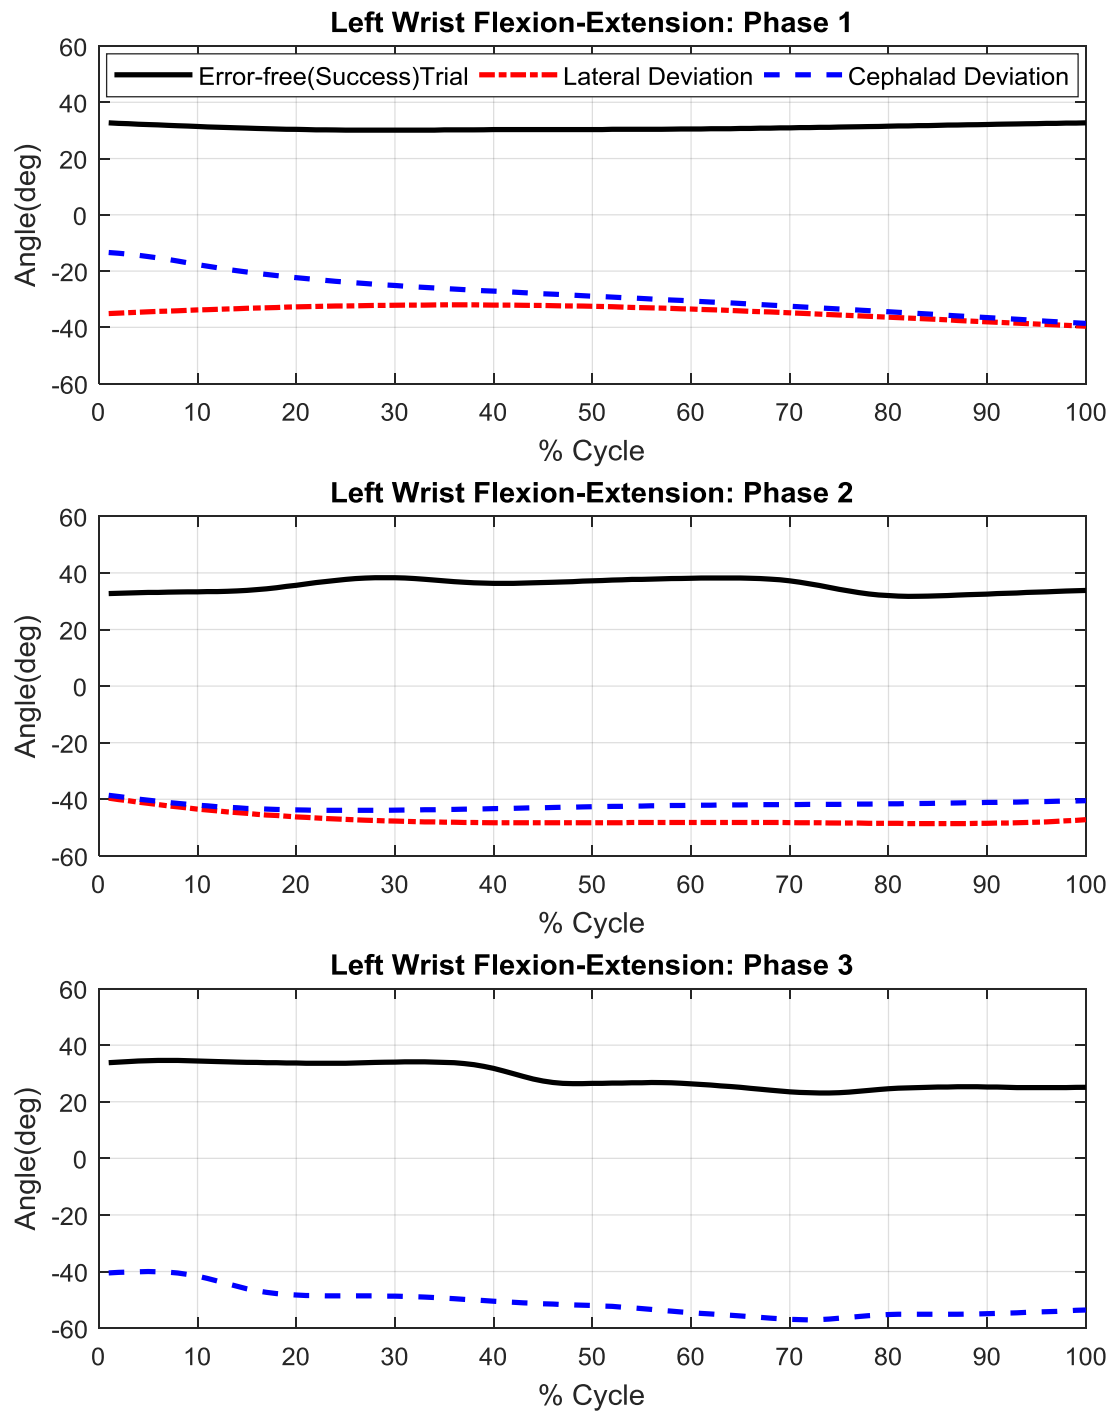 Left Wrist Flexion-Extension: Phase 1
60
Error-free(Success)Trial Lateral Deviation Cephalad Deviation
40
20
0
-20
-40
-60
Angle(deg)
0 10 20 30 40 50 60 70 80 90 100
% Cycle
Left Wrist Flexion-Extension: Phase 2
60
40
20
0
-20
-40
-60
Angle(deg)
0 10 20 30 40 50 60 70 80 90 100
% Cycle
Left Wrist Flexion-Extension: Phase 3
60
40
20
0
-20
-40
-60
Angle(deg)
0 10 20 30 40 50 60 70 80 90 100
% Cycle